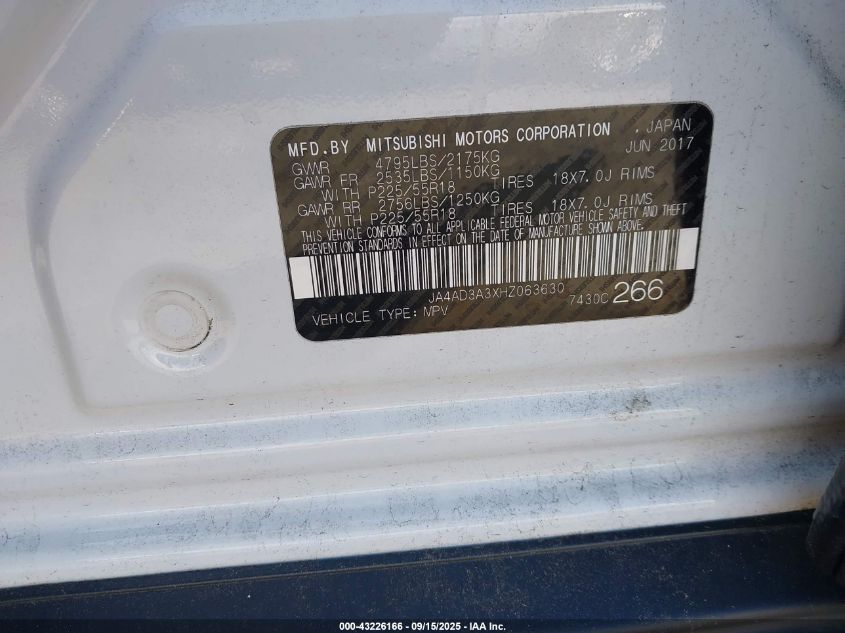 MFD.BY MITSUBISHI MOTORS CORPORATION , JAPAN
GVWR 4795LBS/2175KG JUN 2017
GAWR FR 2535LBS/1150KG
WITH P225/55R18 TIRES 18X7.0J RIMS
GAWR RR 2756LBS/1250KG
WITH P225/55R18 TIRES 18X7.0J RIMS
THIS VEHICLE CONFORMS TO ALL APPLICABLE FEDERAL MOTOR VEHICLE SAFETY AND THEFT
PREVENTION STANDARDS IN EFFECT ON THE DATE OF MANUFACTURE SHOWN ABOVE.
JA4AD3A3XHZ063630
VEHICLE TYPE: MPV 7430C 266
000-43226166 - 09/15/2025 - IAA Inc.